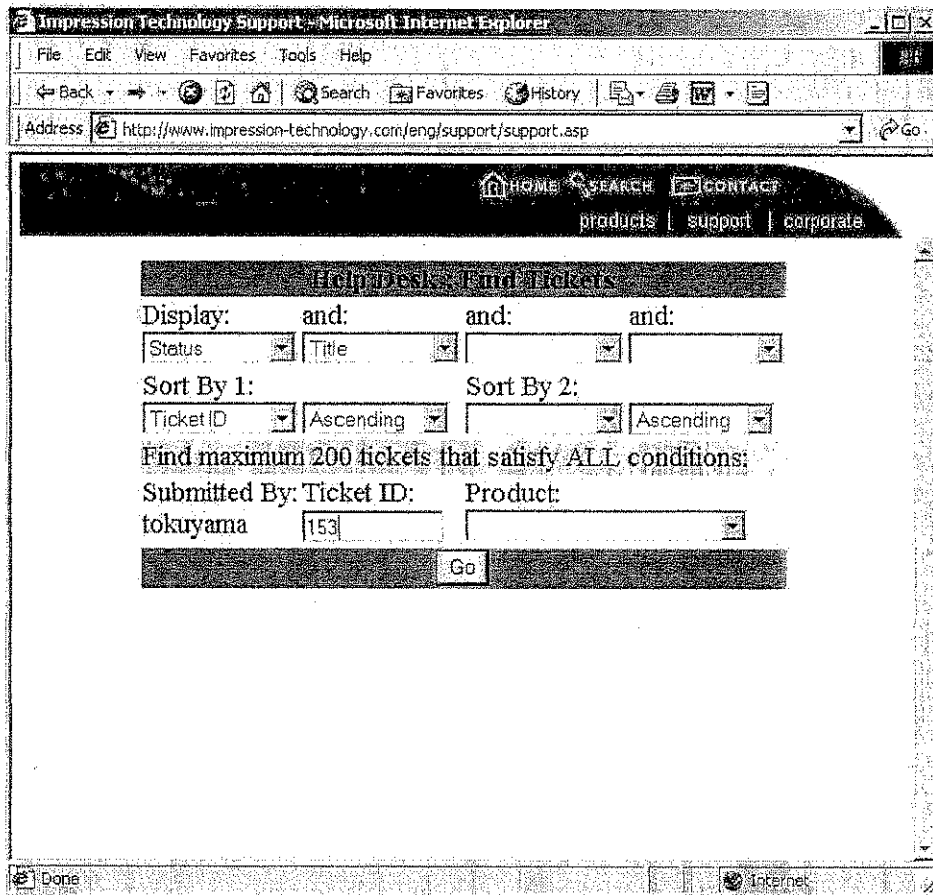 Impression Technology Support - Microsoft Internet Explorer
File Edit View Favorites Tools Help
Back Search Favorites History
Address http://www.impression-technology.com/eng/support/support.asp Go
HOME SEARCH CONTACT
products | support | corporate
Help Desk: Find Tickets
Display: and: and: and:
Status Title
Sort By 1: Sort By 2:
TicketID Ascending Ascending
Find maximum 200 tickets that satisfy ALL conditions:
Submitted By: Ticket ID: Product:
tokuyama 153
Go
Done Internet